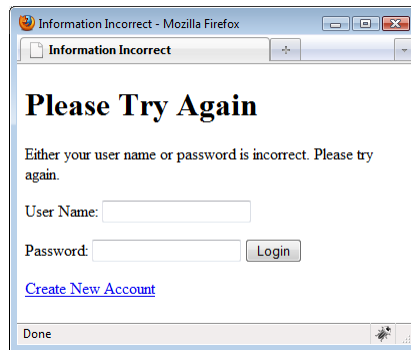 Information Incorrect - Mozilla Firefox
Information Incorrect
Please Try Again
Either your user name or password is incorrect. Please try
again.
User Name:
Password: Login
Create New Account
Done